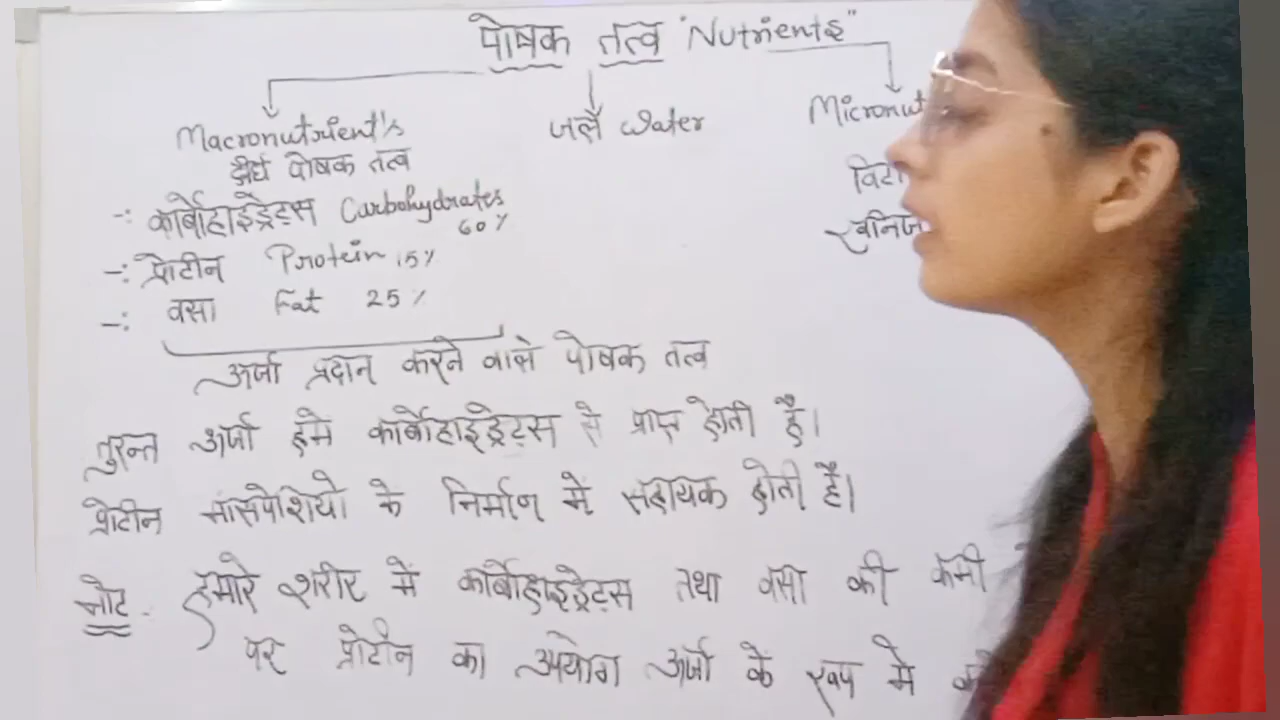 पोषक तत्व "Nutrients"
Macronutrient's जल Water Micronut
दीर्घ पोषक तत्व
-: कार्बोहाइड्रेट्स Carbohydrates 60%
-: प्रोटीन Protein 15%
-: वसा Fat 25%
ऊर्जा प्रदान करने वाले पोषक तत्व
तुरन्त ऊर्जा हमे कार्बोहाइड्रेट्स से प्राप्त होती है।
प्रोटीन मांसपेशियो के निर्माण में सहायक होती है।
नोट - हमारे शरीर में कार्बोहाइड्रेट्स तथा वसा की कमी
पर प्रोटीन का उपयोग ऊर्जा के रूप मे